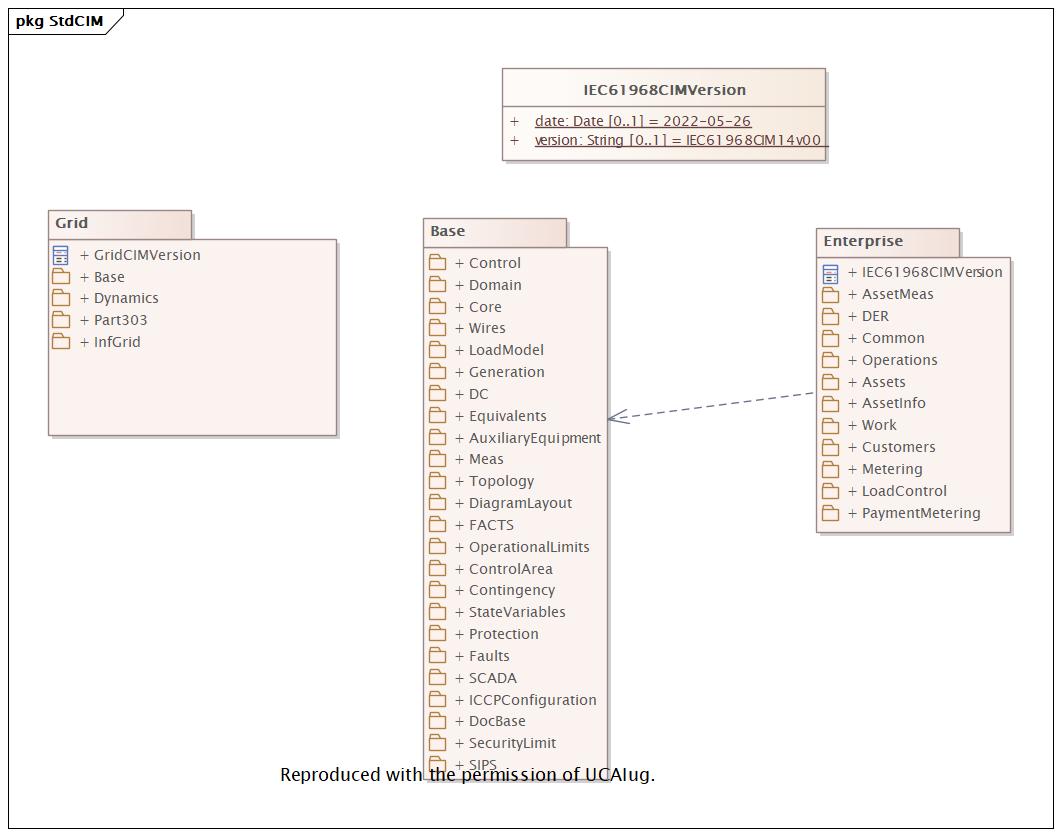 pkg StdCIM
IEC61968CIMVersion
+ date: Date [0..1] = 2022-05-26
+ version: String [0..1] = IEC61968CIM14v00
Grid
+ GridCIMVersion
+ Base
+ Dynamics
+ Part303
+ InfGrid
Base
+ Control
+ Domain
+ Core
+ Wires
+ LoadModel
+ Generation
+ DC
+ Equivalents
+ AuxiliaryEquipment
+ Meas
+ Topology
+ DiagramLayout
+ FACTS
+ OperationalLimits
+ ControlArea
+ Contingency
+ StateVariables
+ Protection
+ Faults
+ SCADA
+ ICCPConfiguration
+ DocBase
+ SecurityLimit
+ SIPS
Enterprise
+ IEC61968CIMVersion
+ AssetMeas
+ DER
+ Common
+ Operations
+ Assets
+ AssetInfo
+ Work
+ Customers
+ Metering
+ LoadControl
+ PaymentMetering
Reproduced with the permission of UCAIug.